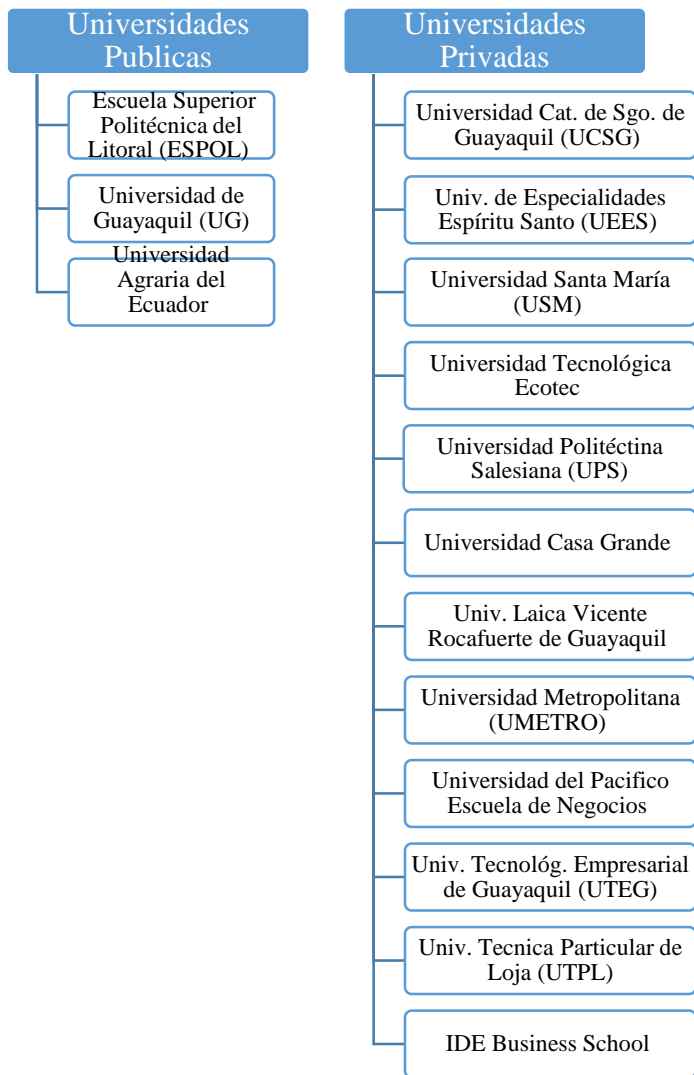 Universidades
Publicas
Escuela Superior
Politécnica del
Litoral (ESPOL)
Universidad de
Guayaquil (UG)
Universidad
Agraria del
Ecuador
Universidades
Privadas
Universidad Cat. de Sgo. de
Guayaquil (UCSG)
Univ. de Especialidades
Espíritu Santo (UEES)
Universidad Santa María
(USM)
Universidad Tecnológica
Ecotec
Universidad Politéctina
Salesiana (UPS)
Universidad Casa Grande
Univ. Laica Vicente
Rocafuerte de Guayaquil
Universidad Metropolitana
(UMETRO)
Universidad del Pacifico
Escuela de Negocios
Univ. Tecnológ. Empresarial
de Guayaquil (UTEG)
Univ. Tecnica Particular de
Loja (UTPL)
IDE Business School